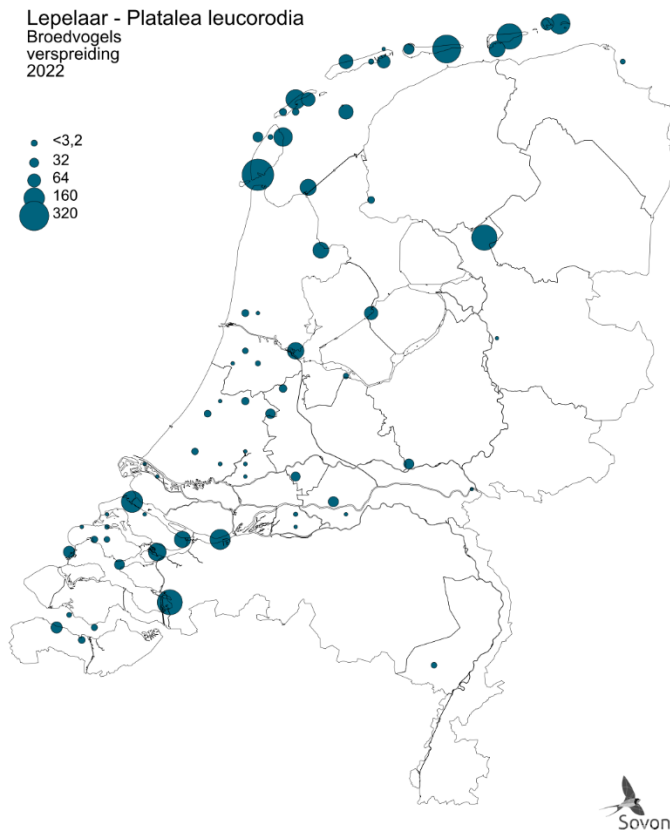 Lepelaar - Platalea leucorodia
Broedvogels
verspreiding
2022
<3,2
32
64
160
320
Sovon